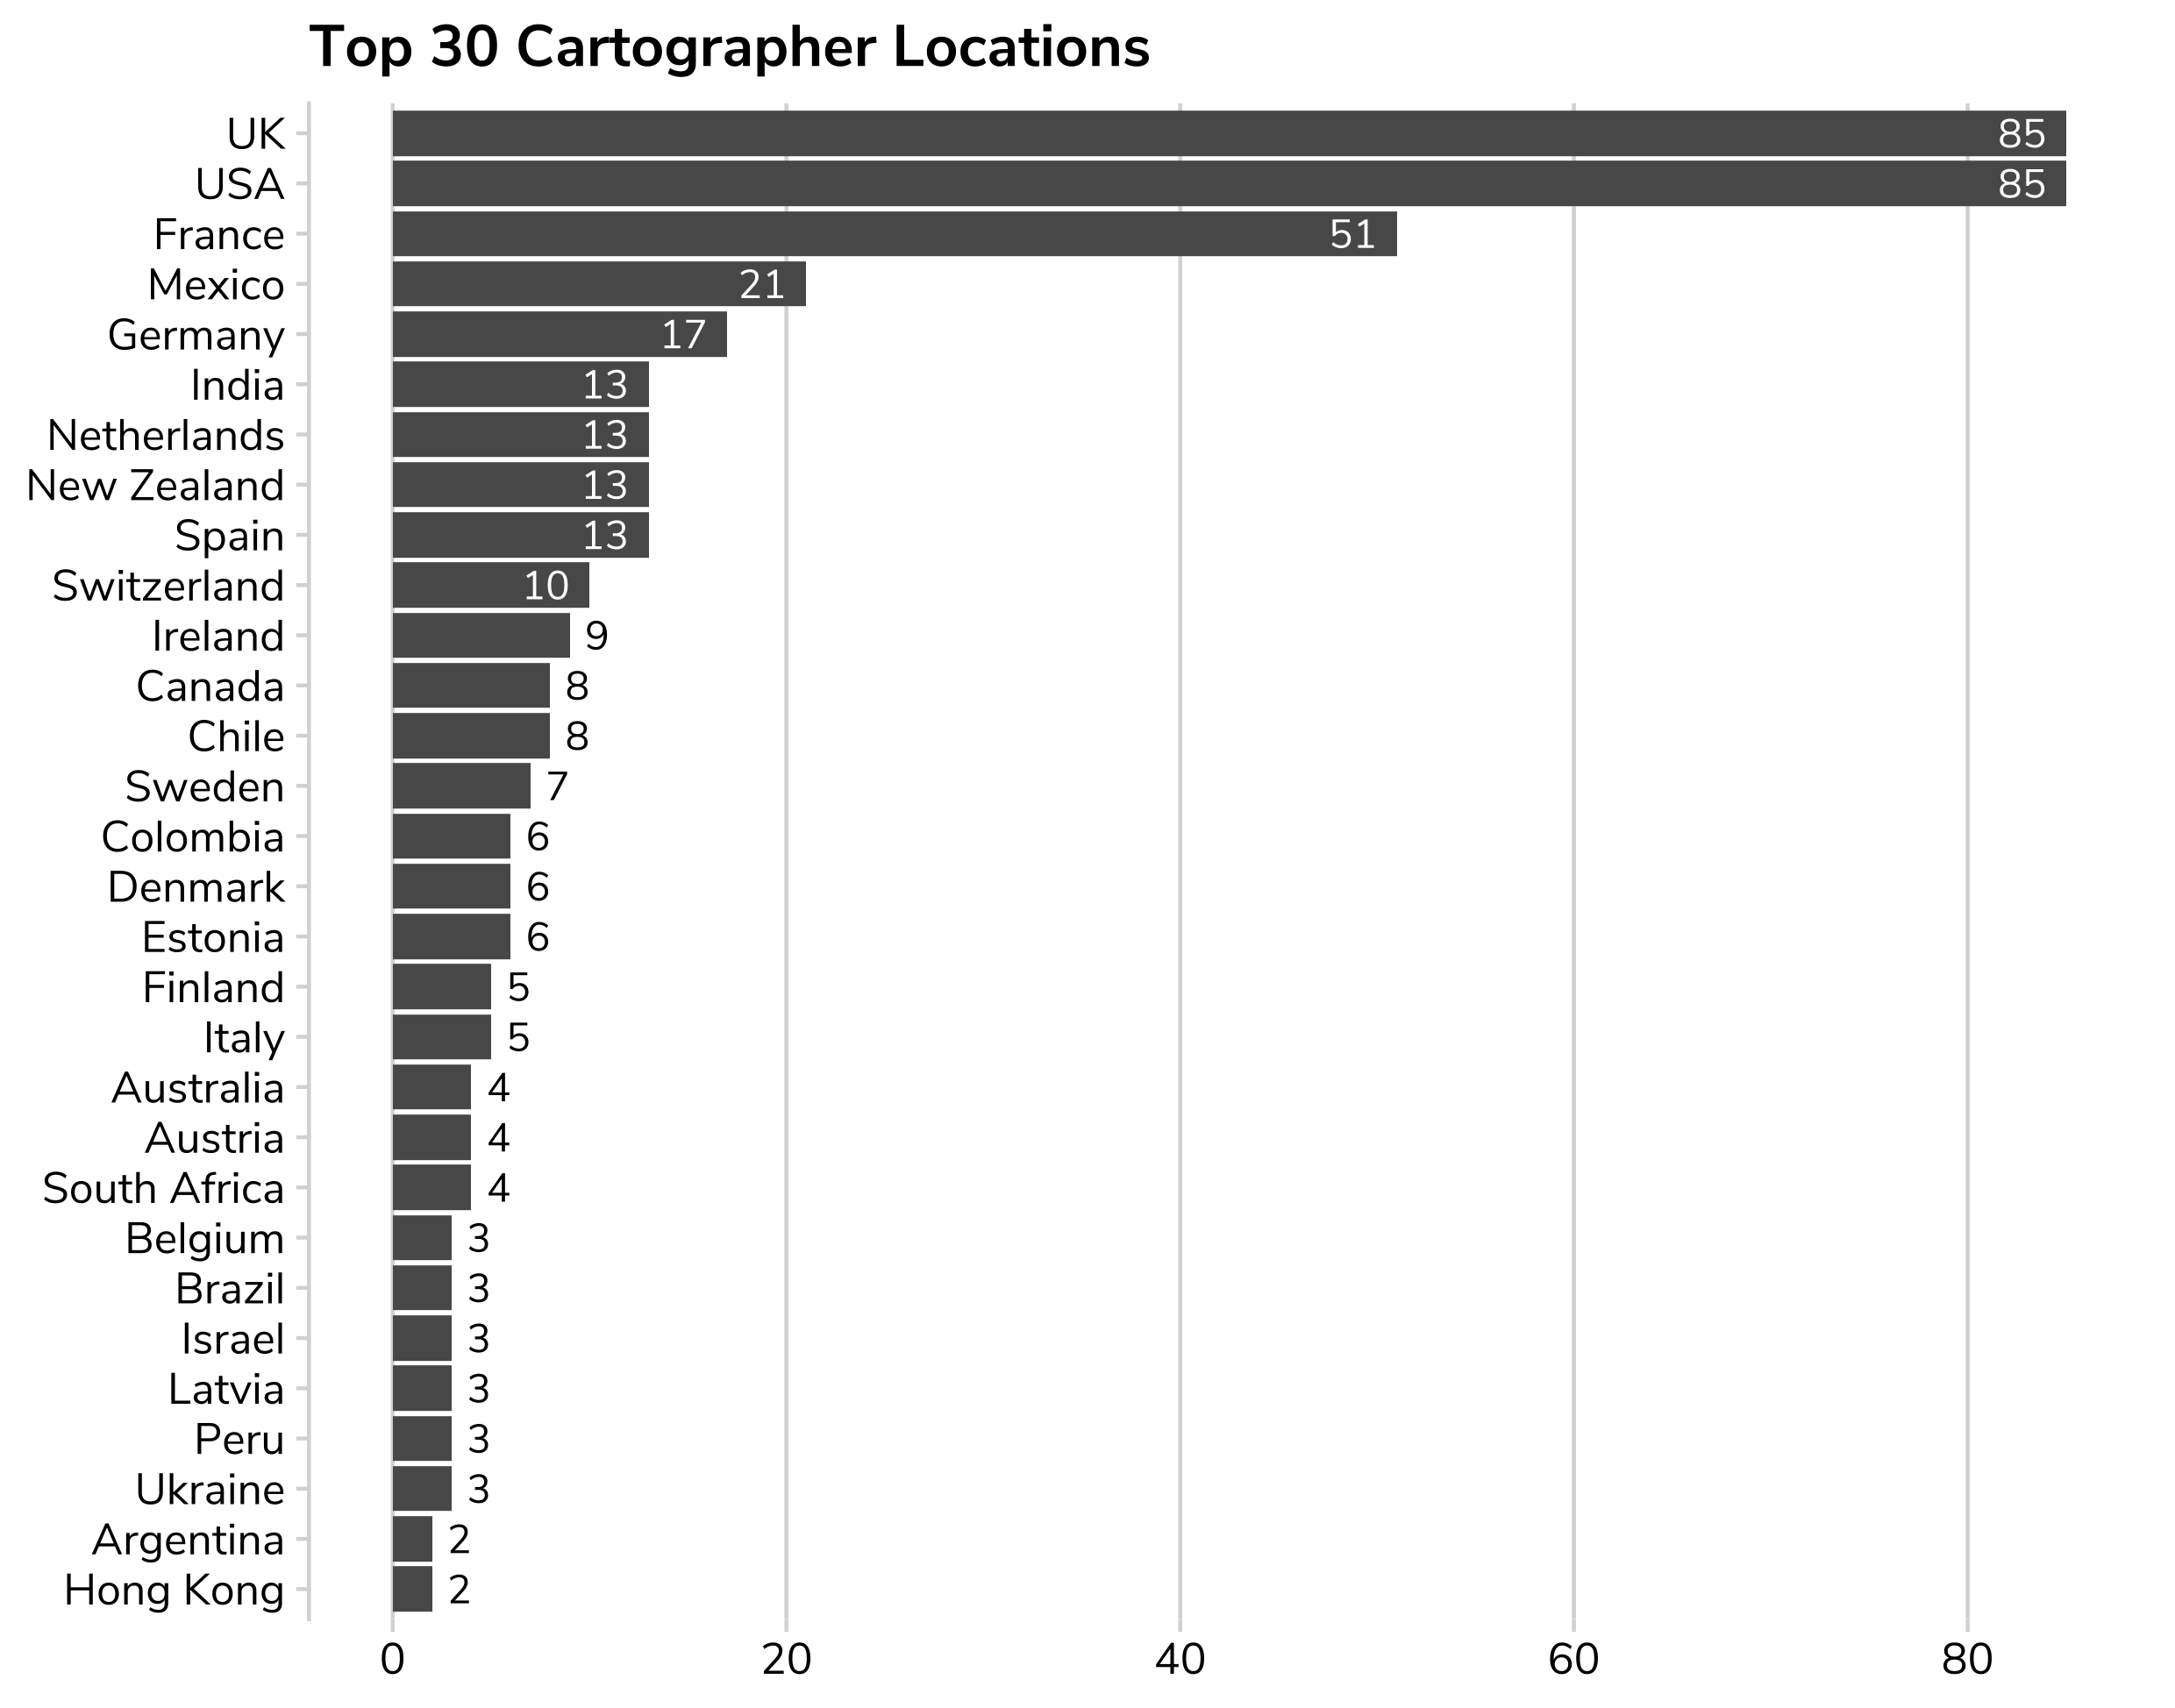 Top 30 Cartographer Locations
UK 85
USA 85
France 51
Mexico 21
Germany 17
India 13
Netherlands 13
New Zealand 13
Spain 13
Switzerland 10
Ireland 9
Canada 8
Chile 8
Sweden 7
Colombia 6
Denmark 6
Estonia 6
Finland 5
Italy 5
Australia 4
Austria 4
South Africa 4
Belgium 3
Brazil 3
Israel 3
Latvia 3
Peru 3
Ukraine 3
Argentina 2
Hong Kong 2
0 20 40 60 80